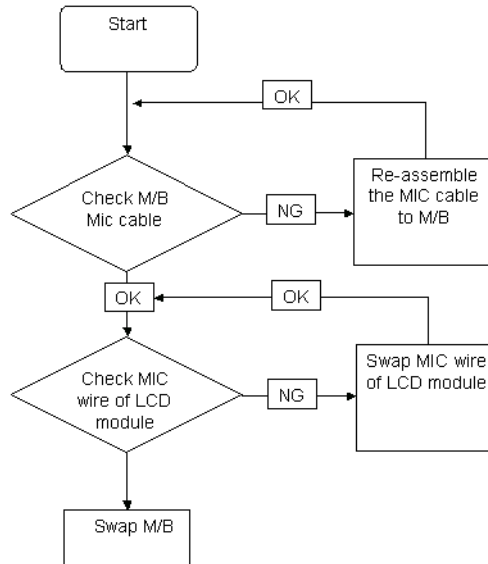 Start
OK
Check M/B
Mic cable
NG
Re-assemble
the MIC cable
to M/B
OK
OK
Check MIC
wire of LCD
module
NG
Swap MIC wire
of LCD module
Swap M/B